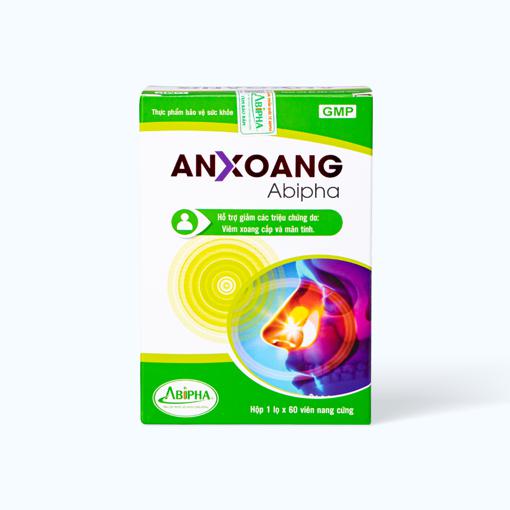 ABIPHA
Thực phẩm bảo vệ sức khỏe
GMP
ANXOANG
Abipha
Hỗ trợ giảm các triệu chứng do:
Viêm xoang cấp và mãn tính.
ABIPHA
Hộp 1 lọ x 60 viên nang cứng